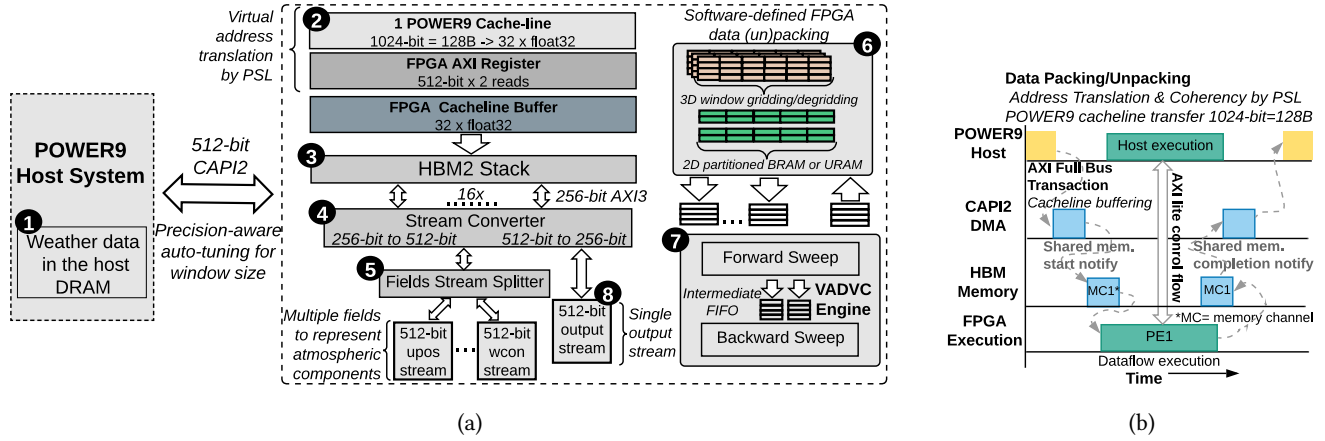 POWER9
Host System
1
Weather data
in the host
DRAM
512-bit
CAPI2
Precision-aware
auto-tuning for
window size
Virtual
address
translation
by PSL
2
1 POWER9 Cache-line
1024-bit = 128B -> 32 x float32
FPGA AXI Register
512-bit x 2 reads
FPGA Cacheline Buffer
32 x float32
3
HBM2 Stack
16x
256-bit AXI3
4
Stream Converter
256-bit to 512-bit
512-bit to 256-bit
5
Fields Stream Splitter
Multiple fields
to represent
atmospheric
components
512-bit
upos
stream
512-bit
wcon
stream
8
512-bit
output
stream
Single
output
stream
Software-defined FPGA
data (un)packing
6
3D window gridding/degridding
2D partitioned BRAM or URAM
7
Forward Sweep
Intermediate
FIFO
VADVC
Engine
Backward Sweep
(a)
Data Packing/Unpacking
Address Translation & Coherency by PSL
POWER9 cacheline transfer 1024-bit=128B
POWER9
Host
Host execution
AXI Full Bus
Transaction
Cacheline buffering
AXI lite conrol flow
CAPI2
DMA
Shared mem.
start notify
Shared mem.
completion notify
HBM
Memory
MC1*
MC1
*MC= memory channel
FPGA
Execution
PE1
Dataflow execution
Time
(b)